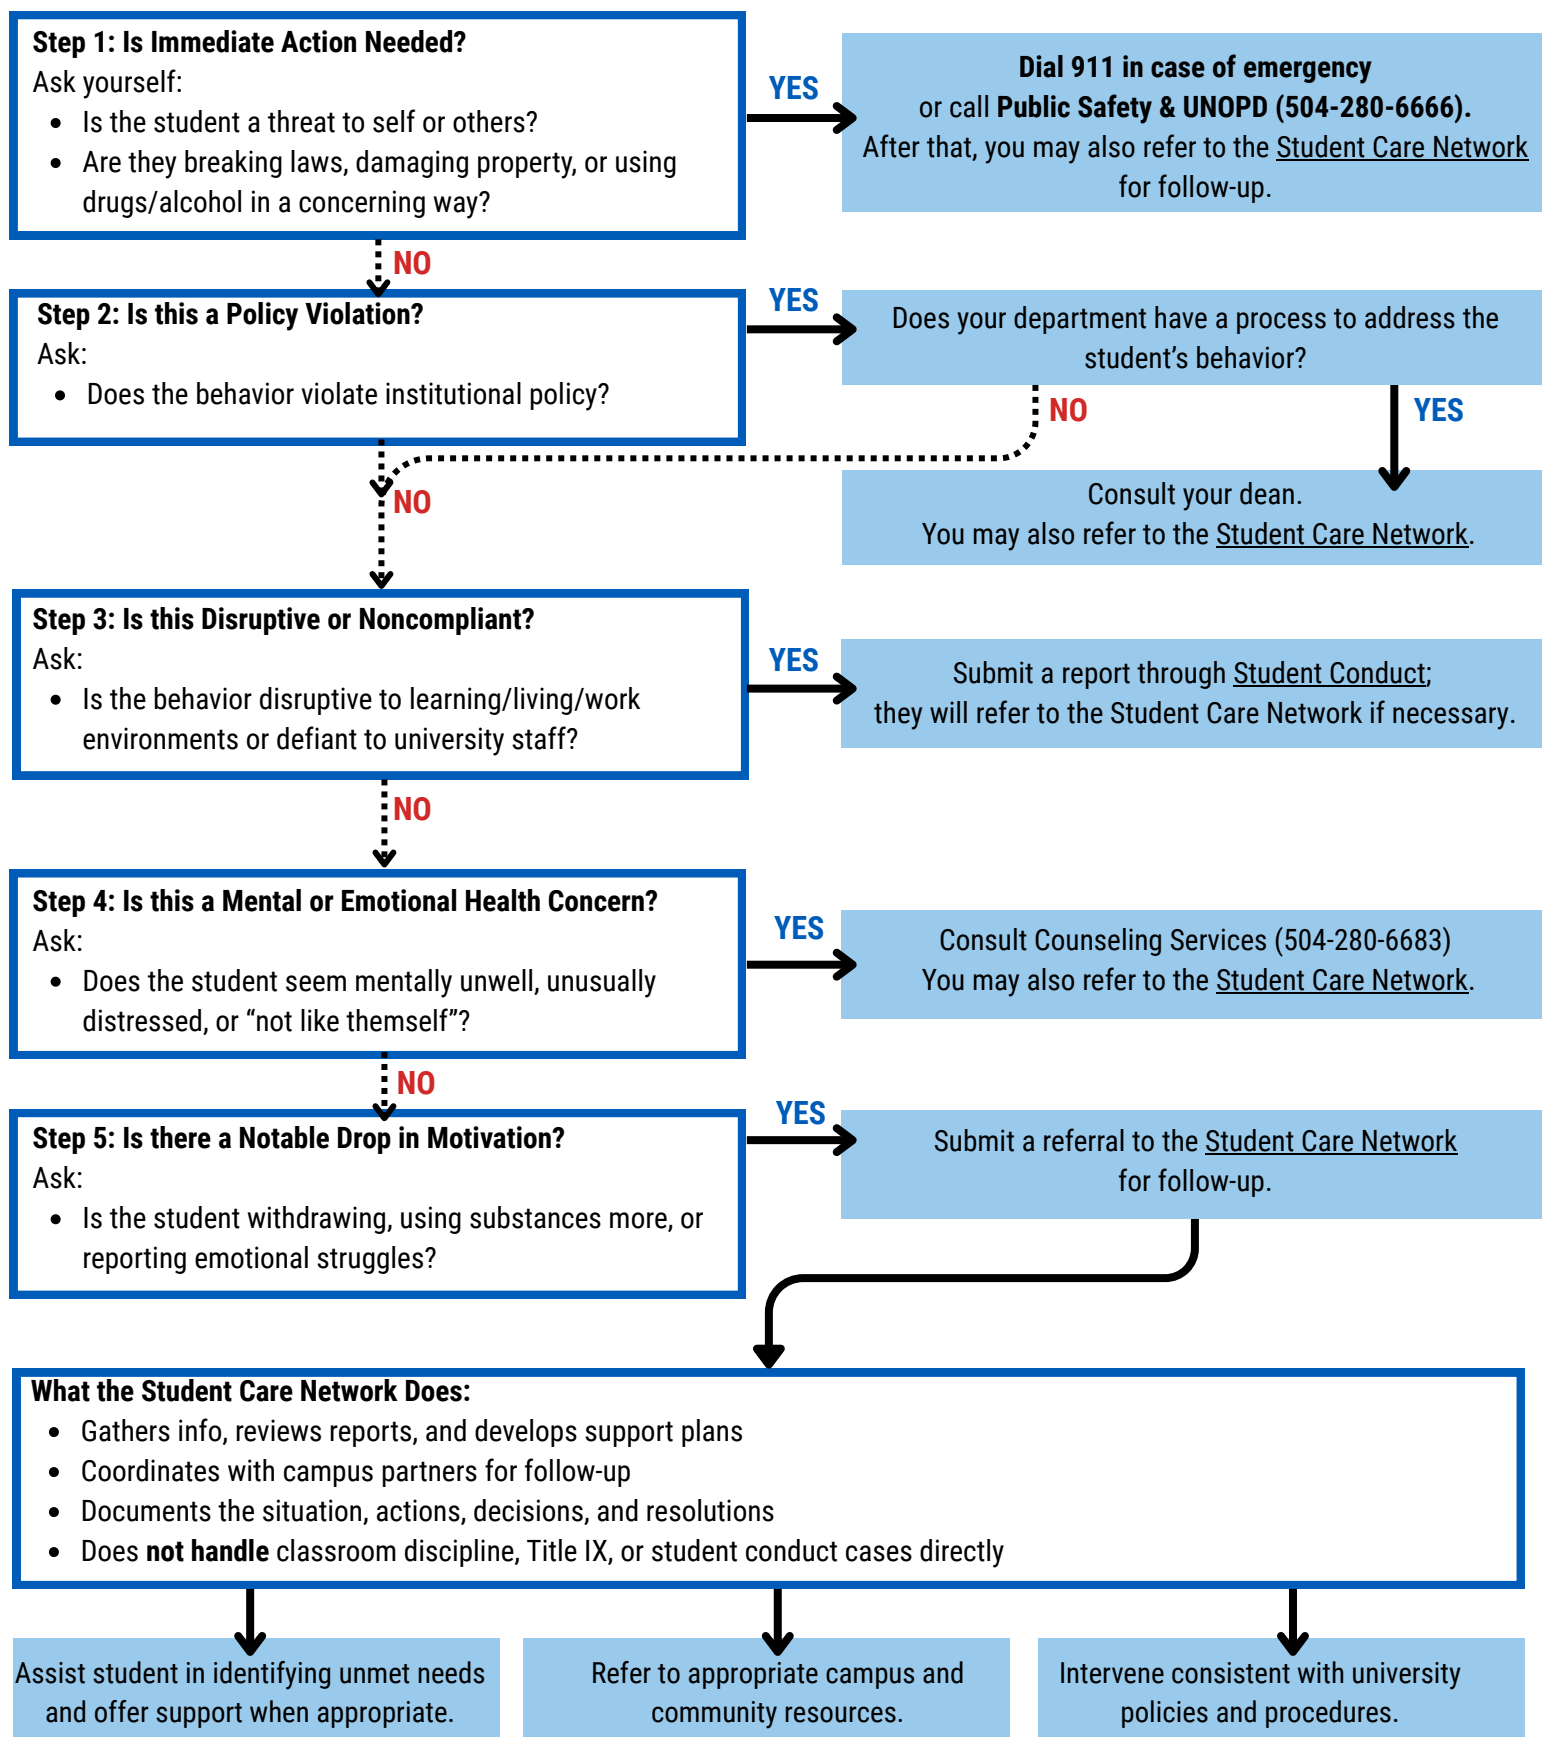 Step 1: Is Immediate Action Needed?
Ask yourself:
• Is the student a threat to self or others?
• Are they breaking laws, damaging property, or using
drugs/alcohol in a concerning way?
YES
Dial 911 in case of emergency
or call Public Safety & UNOPD (504-280-6666).
After that, you may also refer to the Student Care Network
for follow-up.
NO
Step 2: Is this a Policy Violation?
Ask:
• Does the behavior violate institutional policy?
YES
Does your department have a process to address the
student’s behavior?
NO
YES
NO
Consult your dean.
You may also refer to the Student Care Network.
Step 3: Is this Disruptive or Noncompliant?
Ask:
• Is the behavior disruptive to learning/living/work
environments or defiant to university staff?
YES
Submit a report through Student Conduct;
they will refer to the Student Care Network if necessary.
NO
Step 4: Is this a Mental or Emotional Health Concern?
Ask:
• Does the student seem mentally unwell, unusually
distressed, or “not like themself”?
YES
Consult Counseling Services (504-280-6683)
You may also refer to the Student Care Network.
NO
Step 5: Is there a Notable Drop in Motivation?
Ask:
• Is the student withdrawing, using substances more, or
reporting emotional struggles?
YES
Submit a referral to the Student Care Network
for follow-up.
What the Student Care Network Does:
• Gathers info, reviews reports, and develops support plans
• Coordinates with campus partners for follow-up
• Documents the situation, actions, decisions, and resolutions
• Does not handle classroom discipline, Title IX, or student conduct cases directly
Assist student in identifying unmet needs
and offer support when appropriate.
Refer to appropriate campus and
community resources.
Intervene consistent with university
policies and procedures.